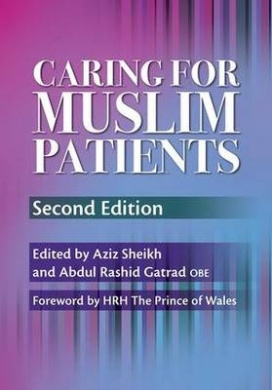 CARING FOR
MUSLIM
PATIENTS
Second Edition
Edited by Aziz Sheikh
and Abdul Rashid Gatrad OBE
Foreword by HRH The Prince of Wales